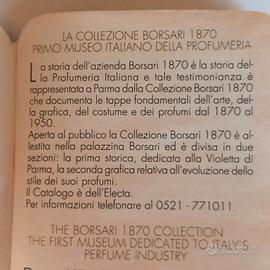 LA COLLEZIONE BORSARI 1870
PRIMO MUSEO ITALIANO DELLA PROFUMERIA
La storia dell'azienda Borsari 1870 è la storia del-
la Profumeria Italiana e tale testimonianza è
rappresentata a Parma dalla Collezione Borsari 1870
che documenta le tappe fondamentali dell'arte, del-
la grafica, del costume e dei profumi dal 1870 al
1950.
Aperta al pubblico la Collezione Borsari 1870 è al-
lestita nella palazzina Borsari ed è divisa in due
sezioni: la prima storica, dedicata alla Violetta di
Parma, la seconda grafica relativa all'evoluzione dello
stile dei suoi profumi.
Il Catalogo è dell'Electa.
Per informazioni telefonare al 0521 - 771011.
THE BORSARI 1870 COLLECTION
THE FIRST MUSEUM DEDICATED TO ITALY'S
PERFUME INDUSTRY